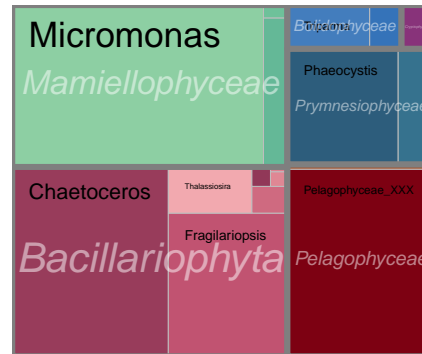 Micromonas
Mamiellophyceae
Bolidophyceae
Phaeocystis
Prymnesiophyceae
Chaetoceros
Thalassiosira
Fragilariopsis
Bacillariophyta
Pelagophyceae_XXX
Pelagophyceae